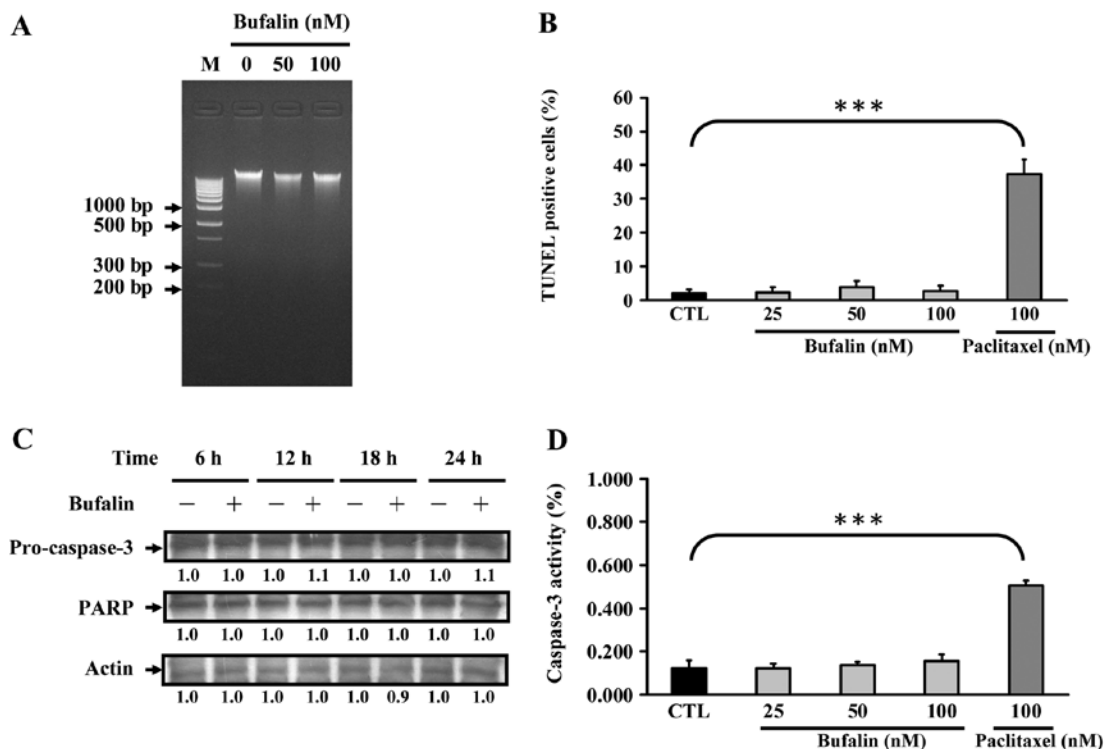 A
Bufalin (nM)
M 0 50 100
1000 bp
500 bp
300 bp
200 bp
B
TUNEL positive cells (%)
60
50
40
30
20
10
0
***
CTL 25 50 100 100
Bufalin (nM) Paclitaxel (nM)
C
Time 6 h 12 h 18 h 24 h
Bufalin − + − + − + − +
Pro-caspase-3
1.0 1.0 1.0 1.1 1.0 1.0 1.0 1.1
PARP
1.0 1.0 1.0 1.0 1.0 1.0 1.0 1.0
Actin
1.0 1.0 1.0 1.0 1.0 0.9 1.0 1.0
D
Caspase-3 activity (%)
1.000
0.800
0.600
0.400
0.200
0.000
***
CTL 25 50 100 100
Bufalin (nM) Paclitaxel (nM)